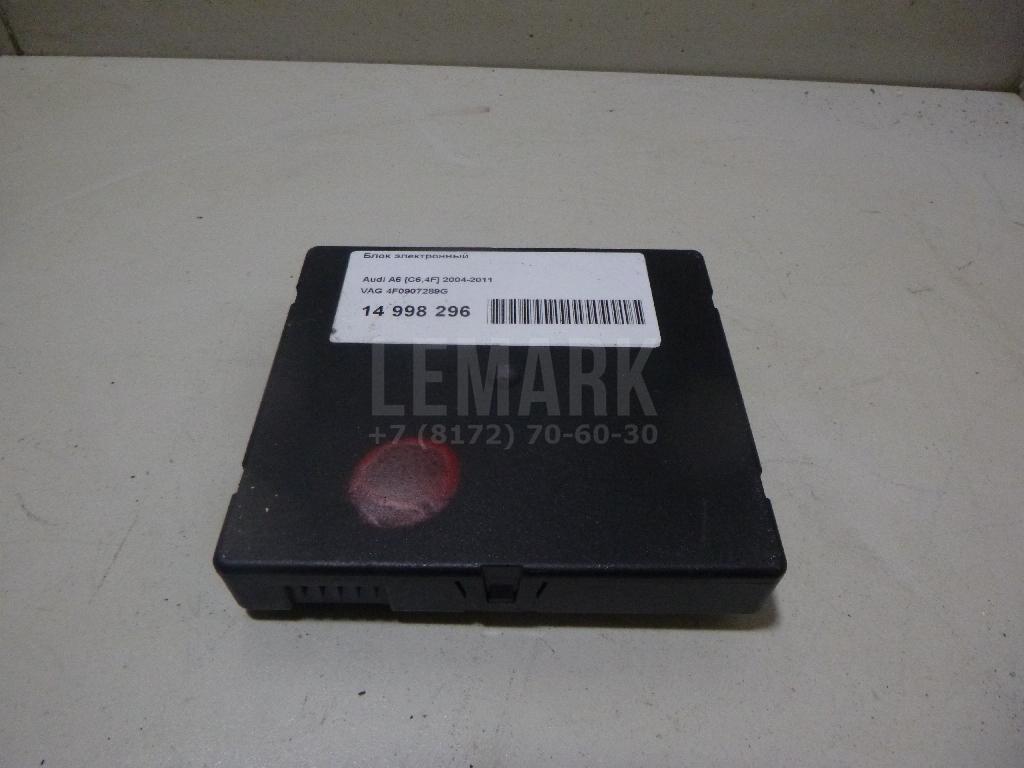 Блок электронный
Audi A6 [C6,4F] 2004-2011
VAG 4F0907289G
14 998 296
LEMARK
+7 (8172) 70-60-30